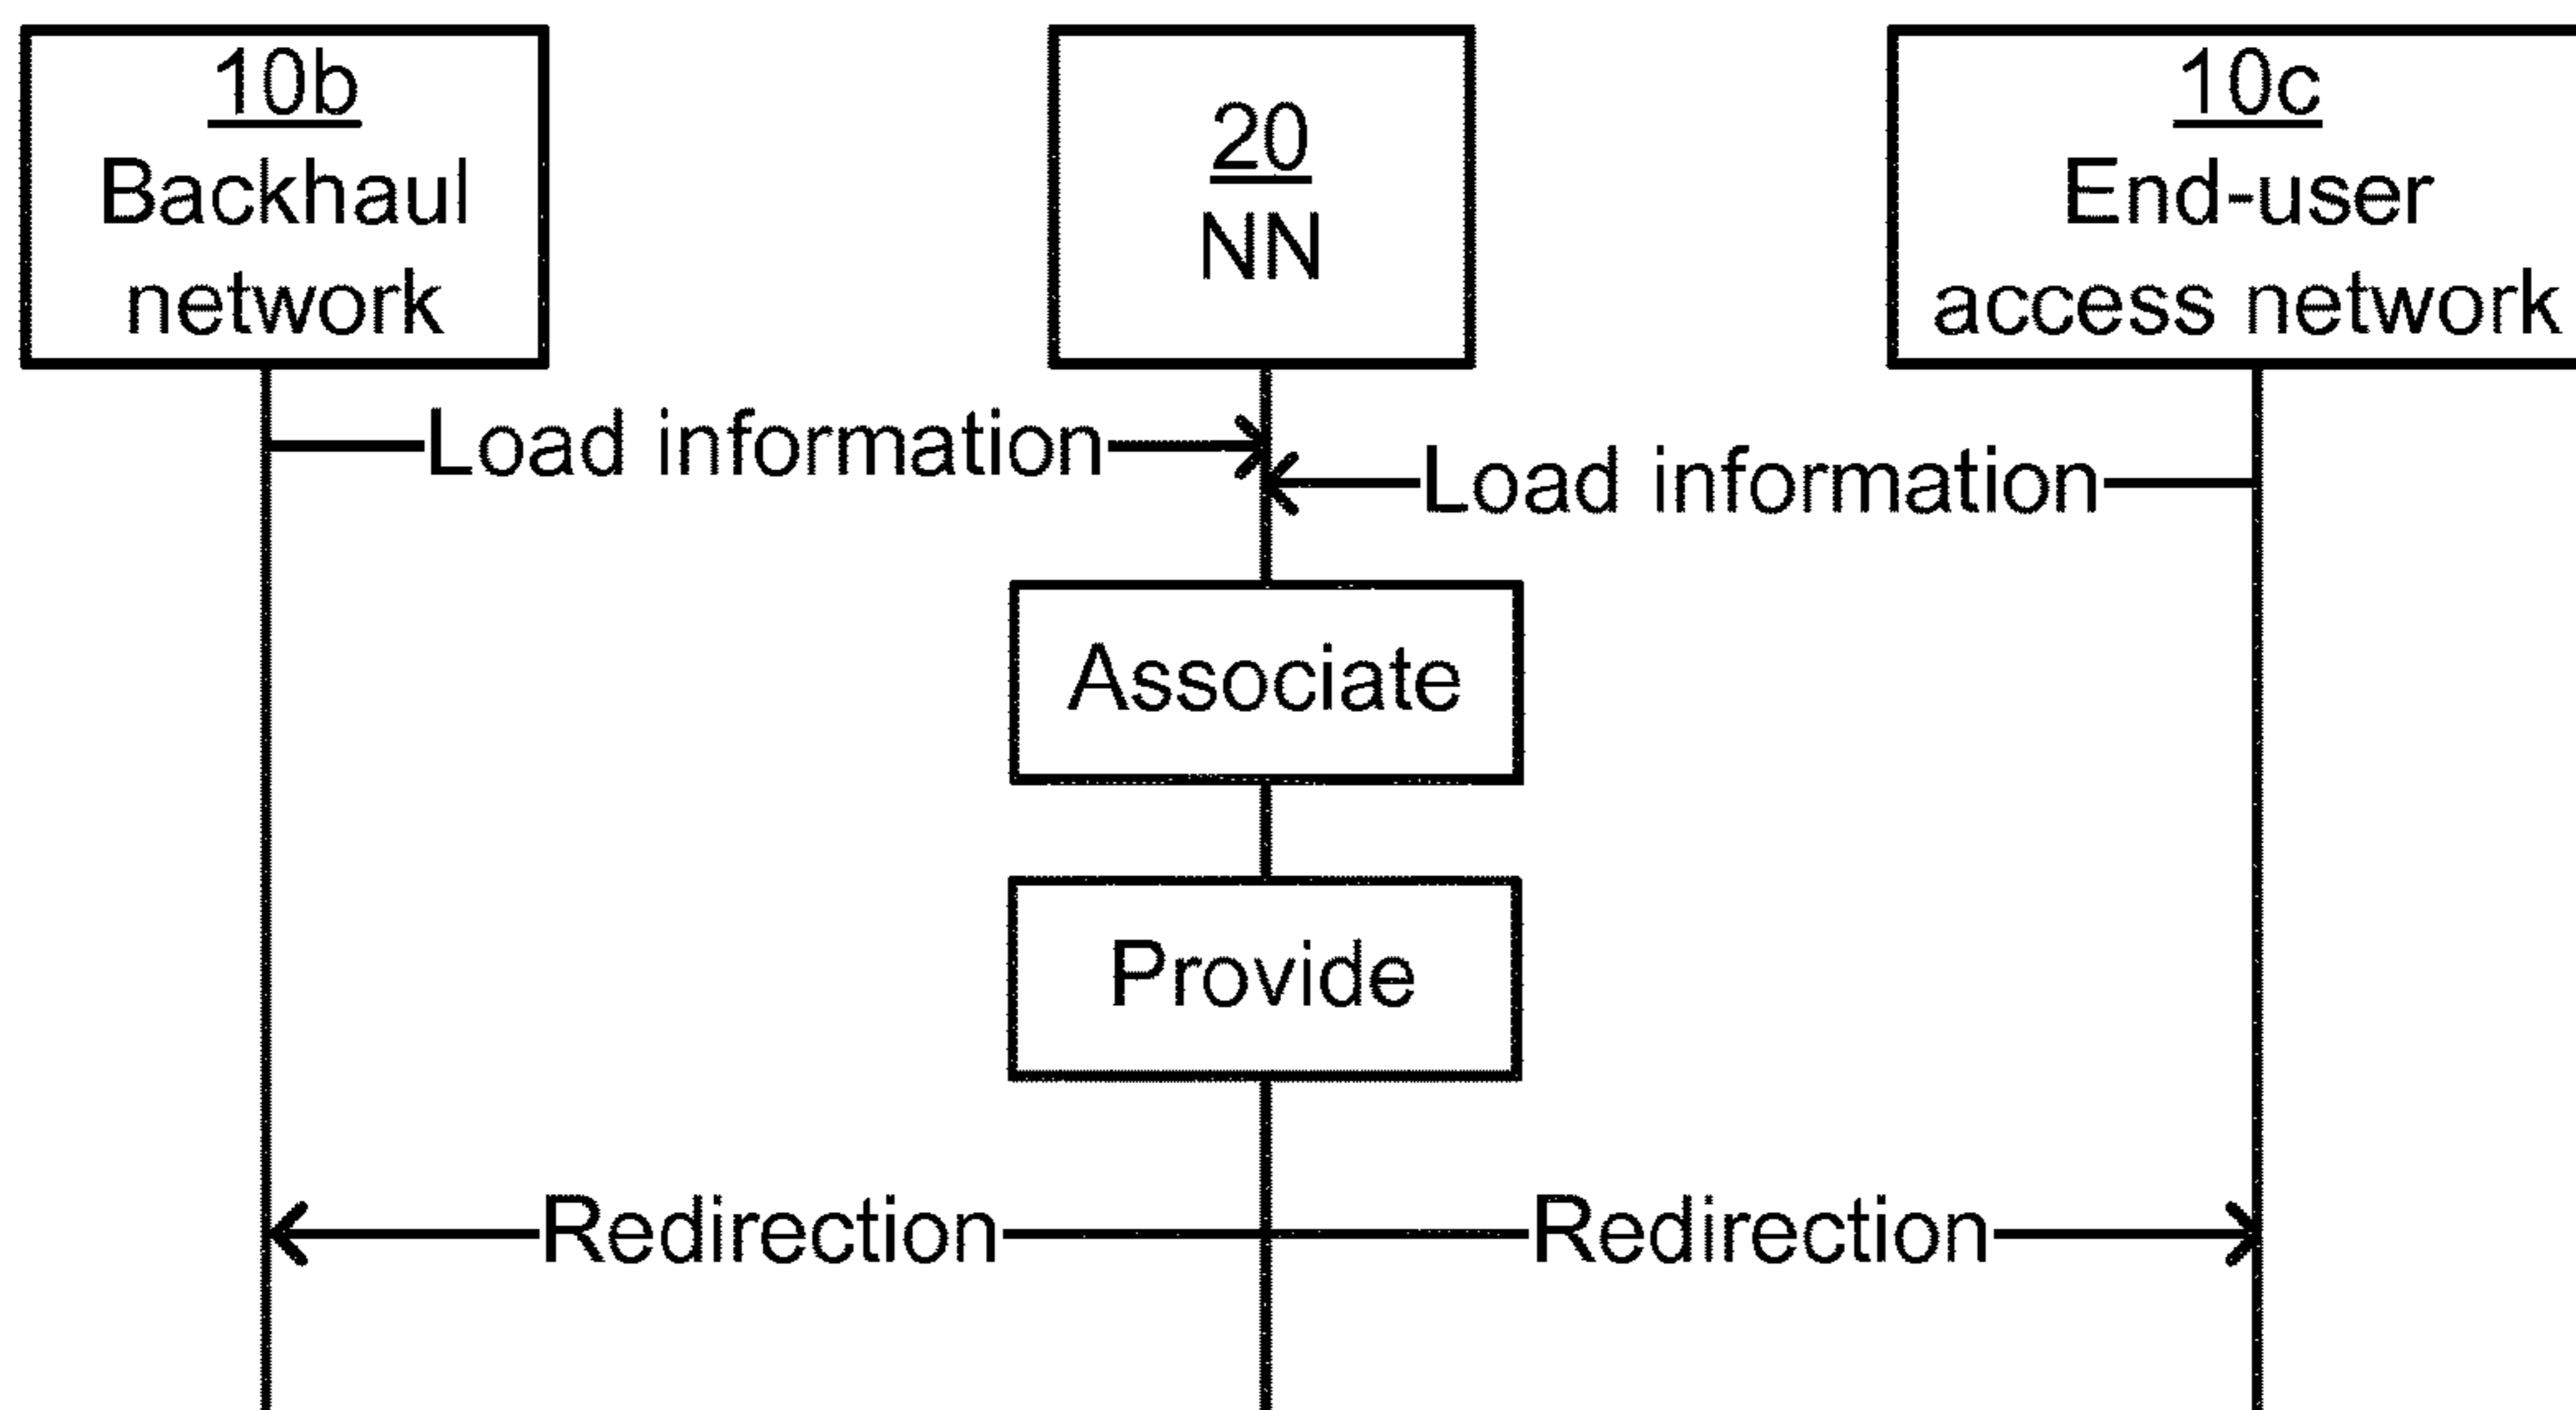 10b
Backhaul
network
20
NN
10c
End-user
access network
Load information
Load information
Associate
Provide
Redirection
Redirection